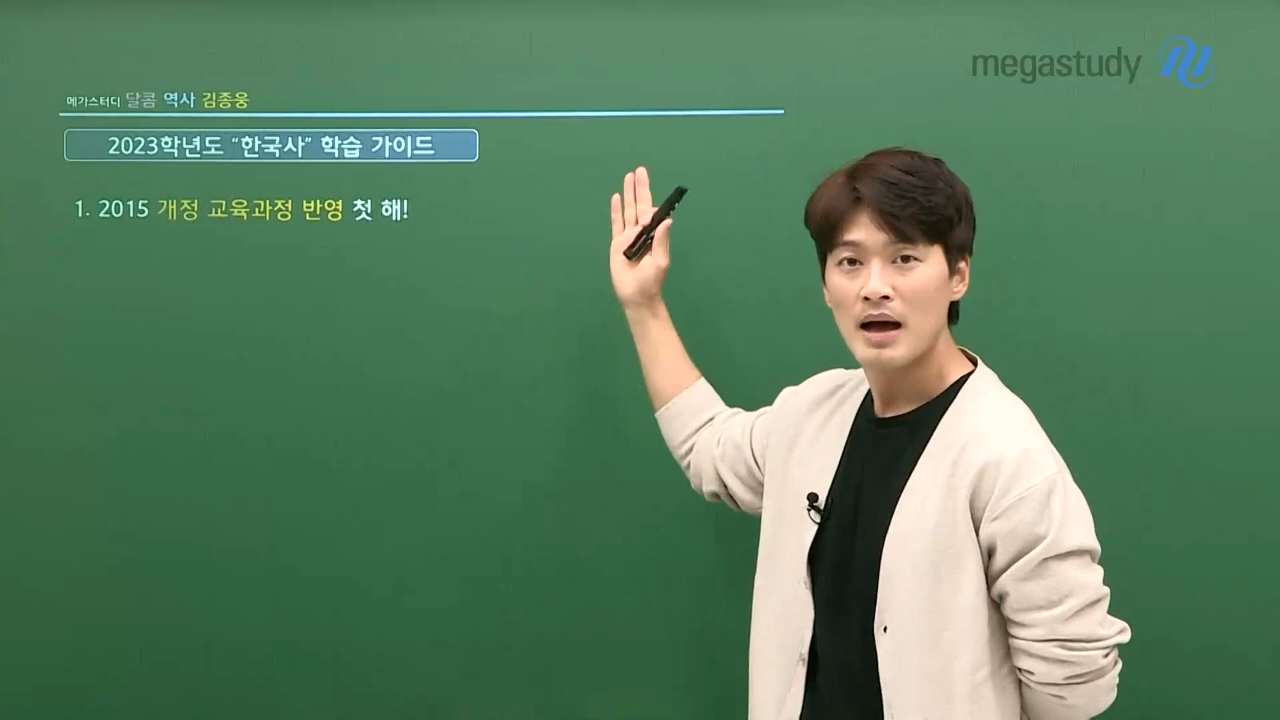 megastudy
메가스터디 달콤 역사 김종웅
2023학년도 “한국사” 학습 가이드
1. 2015 개정 교육과정 반영 첫 해!